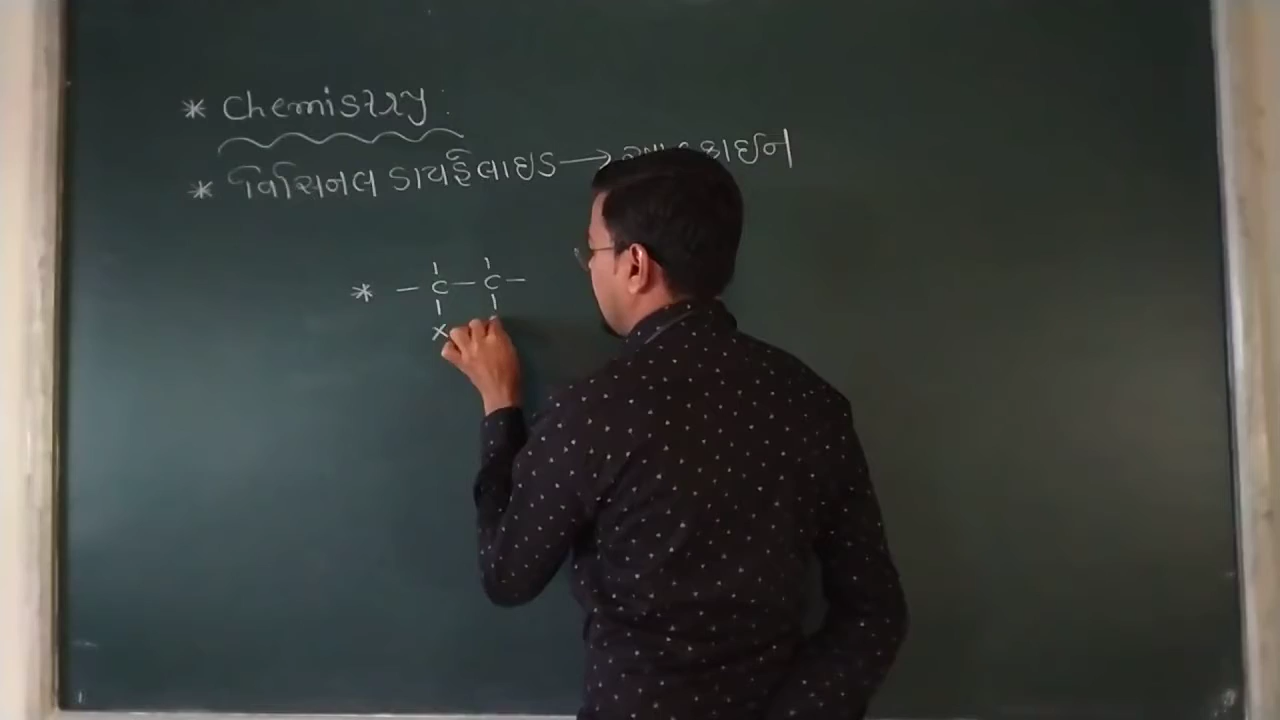 * Chemistry:
* વિસિનલ ડાયહેલાઇડ →
* – C – C –
X